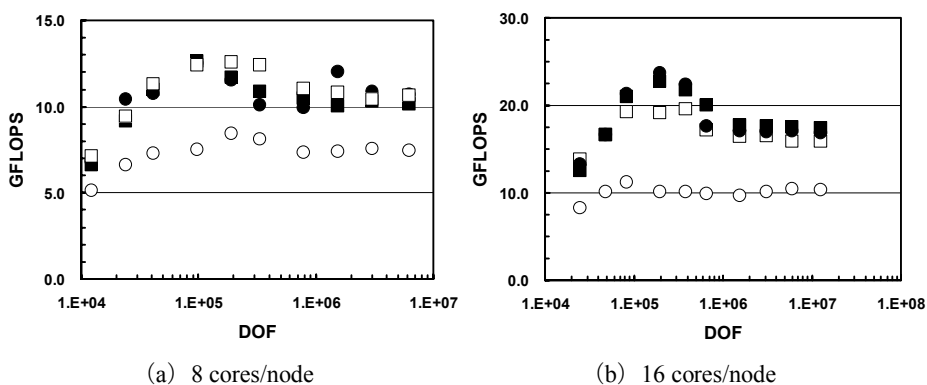 15.0
10.0
5.0
0.0
GFLOPS
1.E+04 1.E+05 1.E+06 1.E+07
DOF
(a) 8 cores/node
30.0
20.0
10.0
0.0
GFLOPS
1.E+04 1.E+05 1.E+06 1.E+07 1.E+08
DOF
(b) 16 cores/node